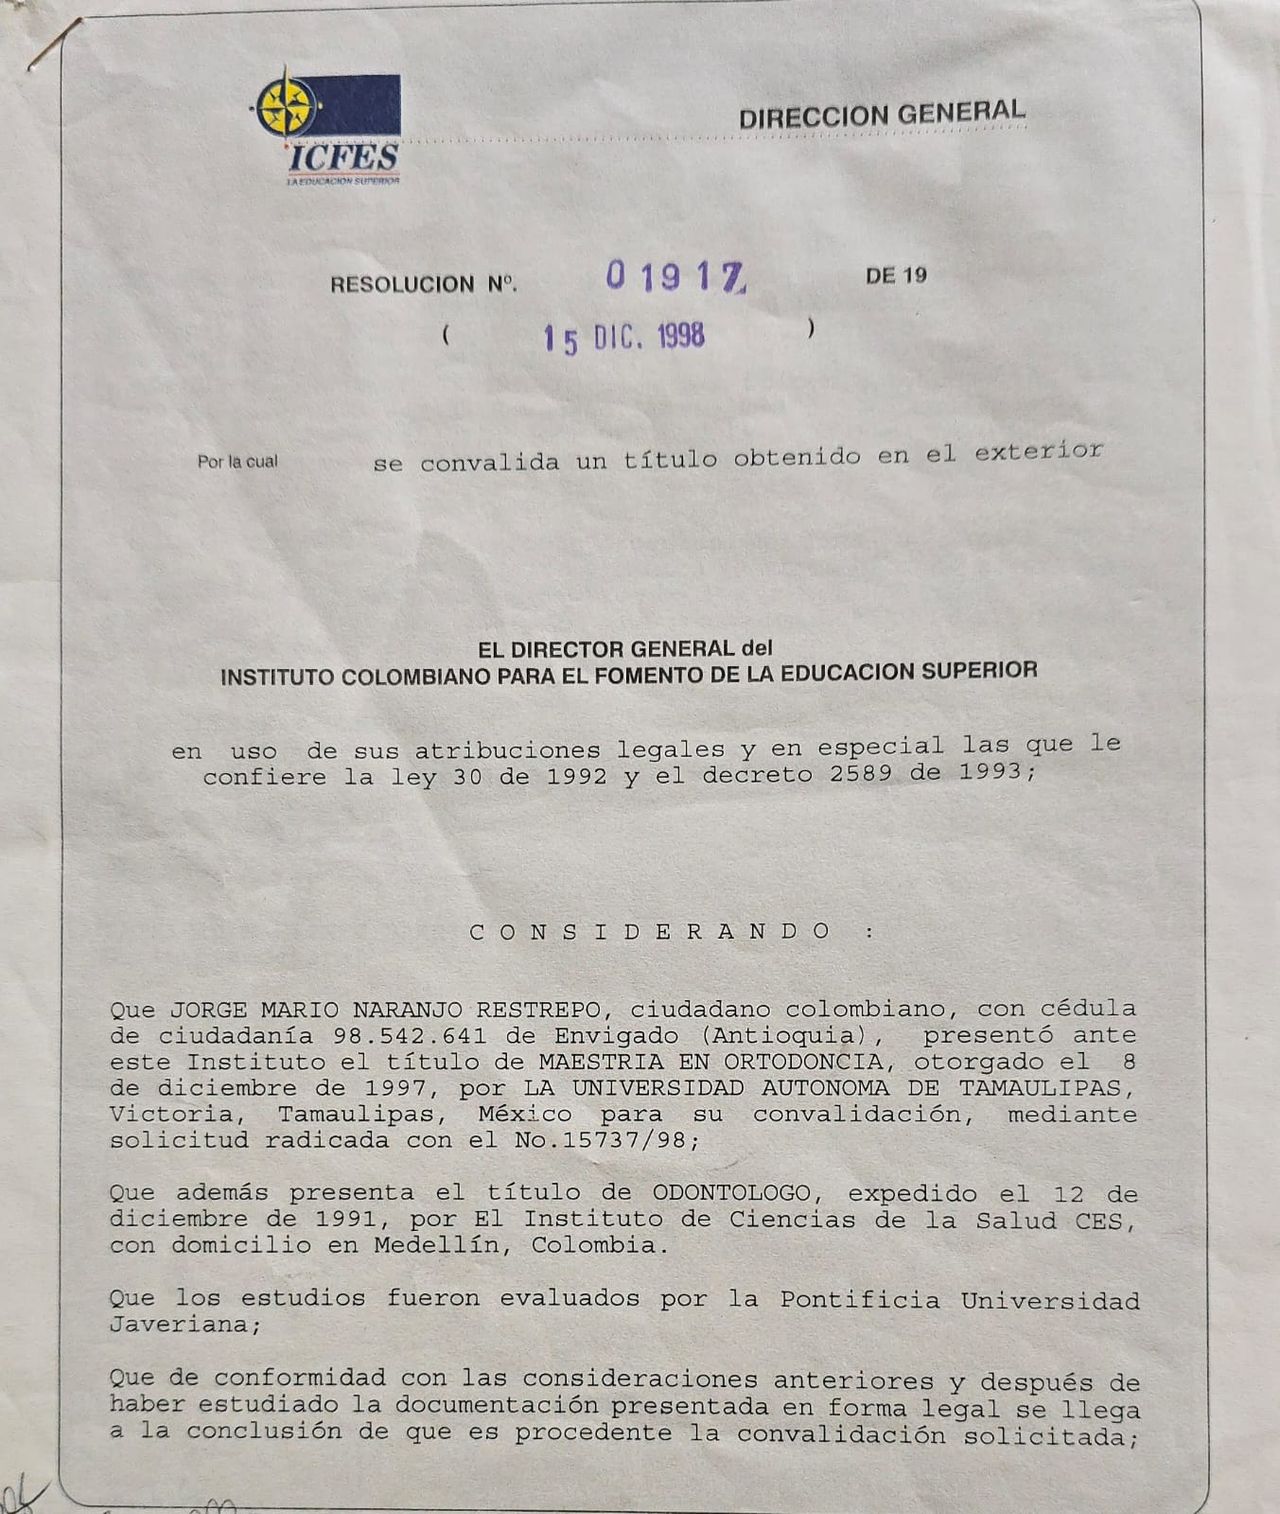 DIRECCION GENERAL
ICFES
LA EDUCACION SUPERIOR
RESOLUCION Nº. 01917 DE 19
( 15 DIC. 1998 )
Por la cual se convalida un título obtenido en el exterior
EL DIRECTOR GENERAL del
INSTITUTO COLOMBIANO PARA EL FOMENTO DE LA EDUCACION SUPERIOR
en uso de sus atribuciones legales y en especial las que le
confiere la ley 30 de 1992 y el decreto 2589 de 1993;
C O N S I D E R A N D O :
Que JORGE MARIO NARANJO RESTREPO, ciudadano colombiano, con cédula
de ciudadanía 98.542.641 de Envigado (Antioquia), presentó ante
este Instituto el título de MAESTRIA EN ORTODONCIA, otorgado el 8
de diciembre de 1997, por LA UNIVERSIDAD AUTONOMA DE TAMAULIPAS,
Victoria, Tamaulipas, México para su convalidación, mediante
solicitud radicada con el No.15737/98;
Que además presenta el título de ODONTOLOGO, expedido el 12 de
diciembre de 1991, por El Instituto de Ciencias de la Salud CES,
con domicilio en Medellín, Colombia.
Que los estudios fueron evaluados por la Pontificia Universidad
Javeriana;
Que de conformidad con las consideraciones anteriores y después de
haber estudiado la documentación presentada en forma legal se llega
a la conclusión de que es procedente la convalidación solicitada;